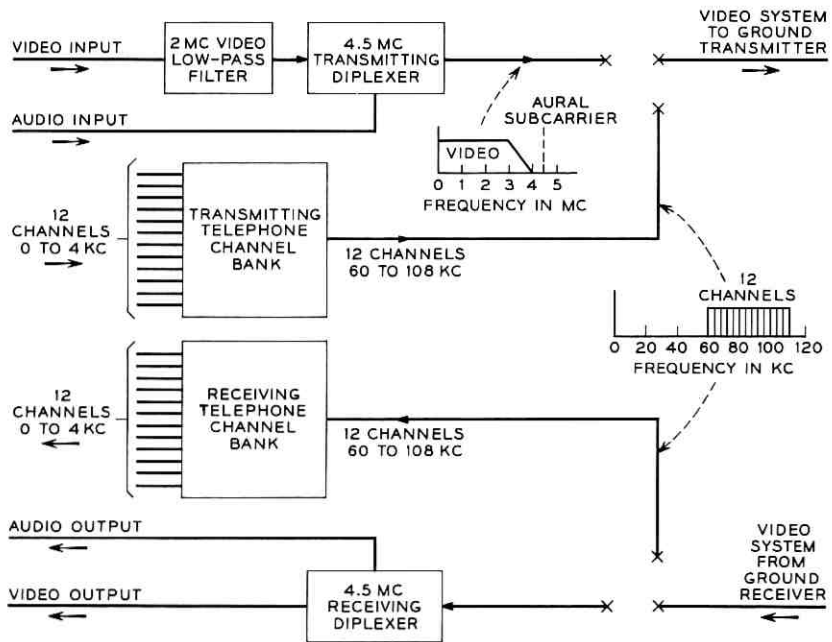 VIDEO INPUT
2 MC VIDEO
LOW-PASS
FILTER
4.5 MC
TRANSMITTING
DIPLEXER
VIDEO SYSTEM
TO GROUND
TRANSMITTER
AUDIO INPUT
AURAL
SUBCARRIER
VIDEO
0 1 2 3 4 5
FREQUENCY IN MC
12
CHANNELS
0 TO 4 KC
TRANSMITTING
TELEPHONE
CHANNEL
BANK
12 CHANNELS
60 TO 108 KC
12
CHANNELS
0 20 40 60 80 100 120
FREQUENCY IN KC
12
CHANNELS
0 TO 4 KC
RECEIVING
TELEPHONE
CHANNEL
BANK
12 CHANNELS
60 TO 108 KC
AUDIO OUTPUT
VIDEO OUTPUT
4.5 MC
RECEIVING
DIPLEXER
VIDEO
SYSTEM
FROM
GROUND
RECEIVER